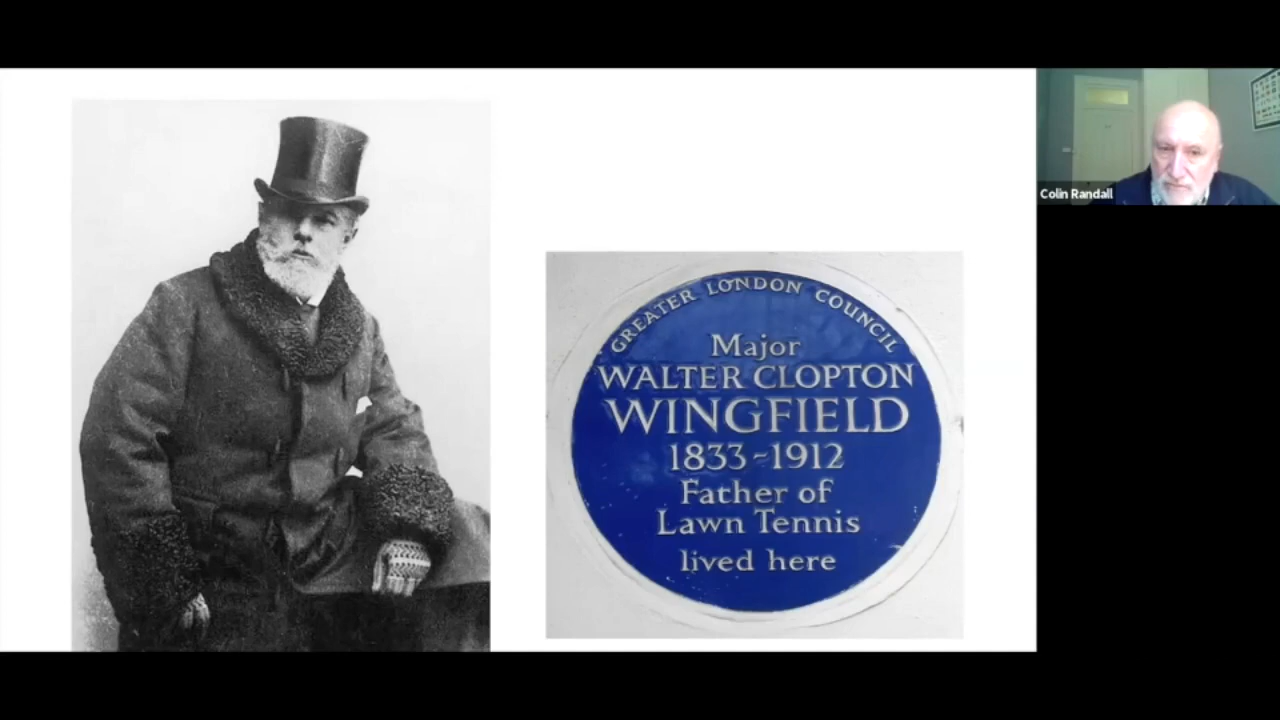 GREATER LONDON COUNCIL
Major
WALTER CLOPTON
WINGFIELD
1833-1912
Father of
Lawn Tennis
lived here
Colin Randall